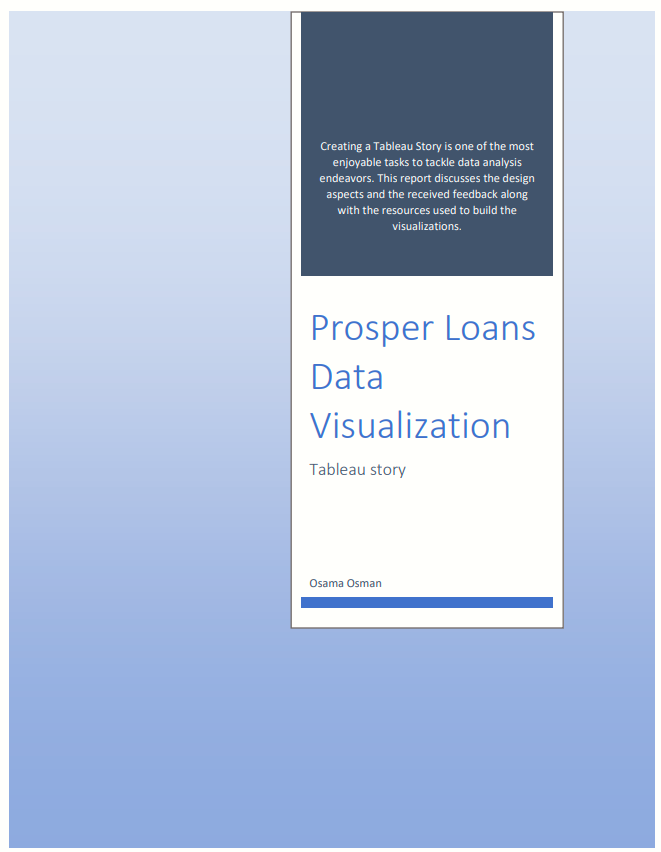 Creating a Tableau Story is one of the most
enjoyable tasks to tackle data analysis
endeavors. This report discusses the design
aspects and the received feedback along
with the resources used to build the
visualizations.
Prosper Loans
Data
Visualization
Tableau story
Osama Osman